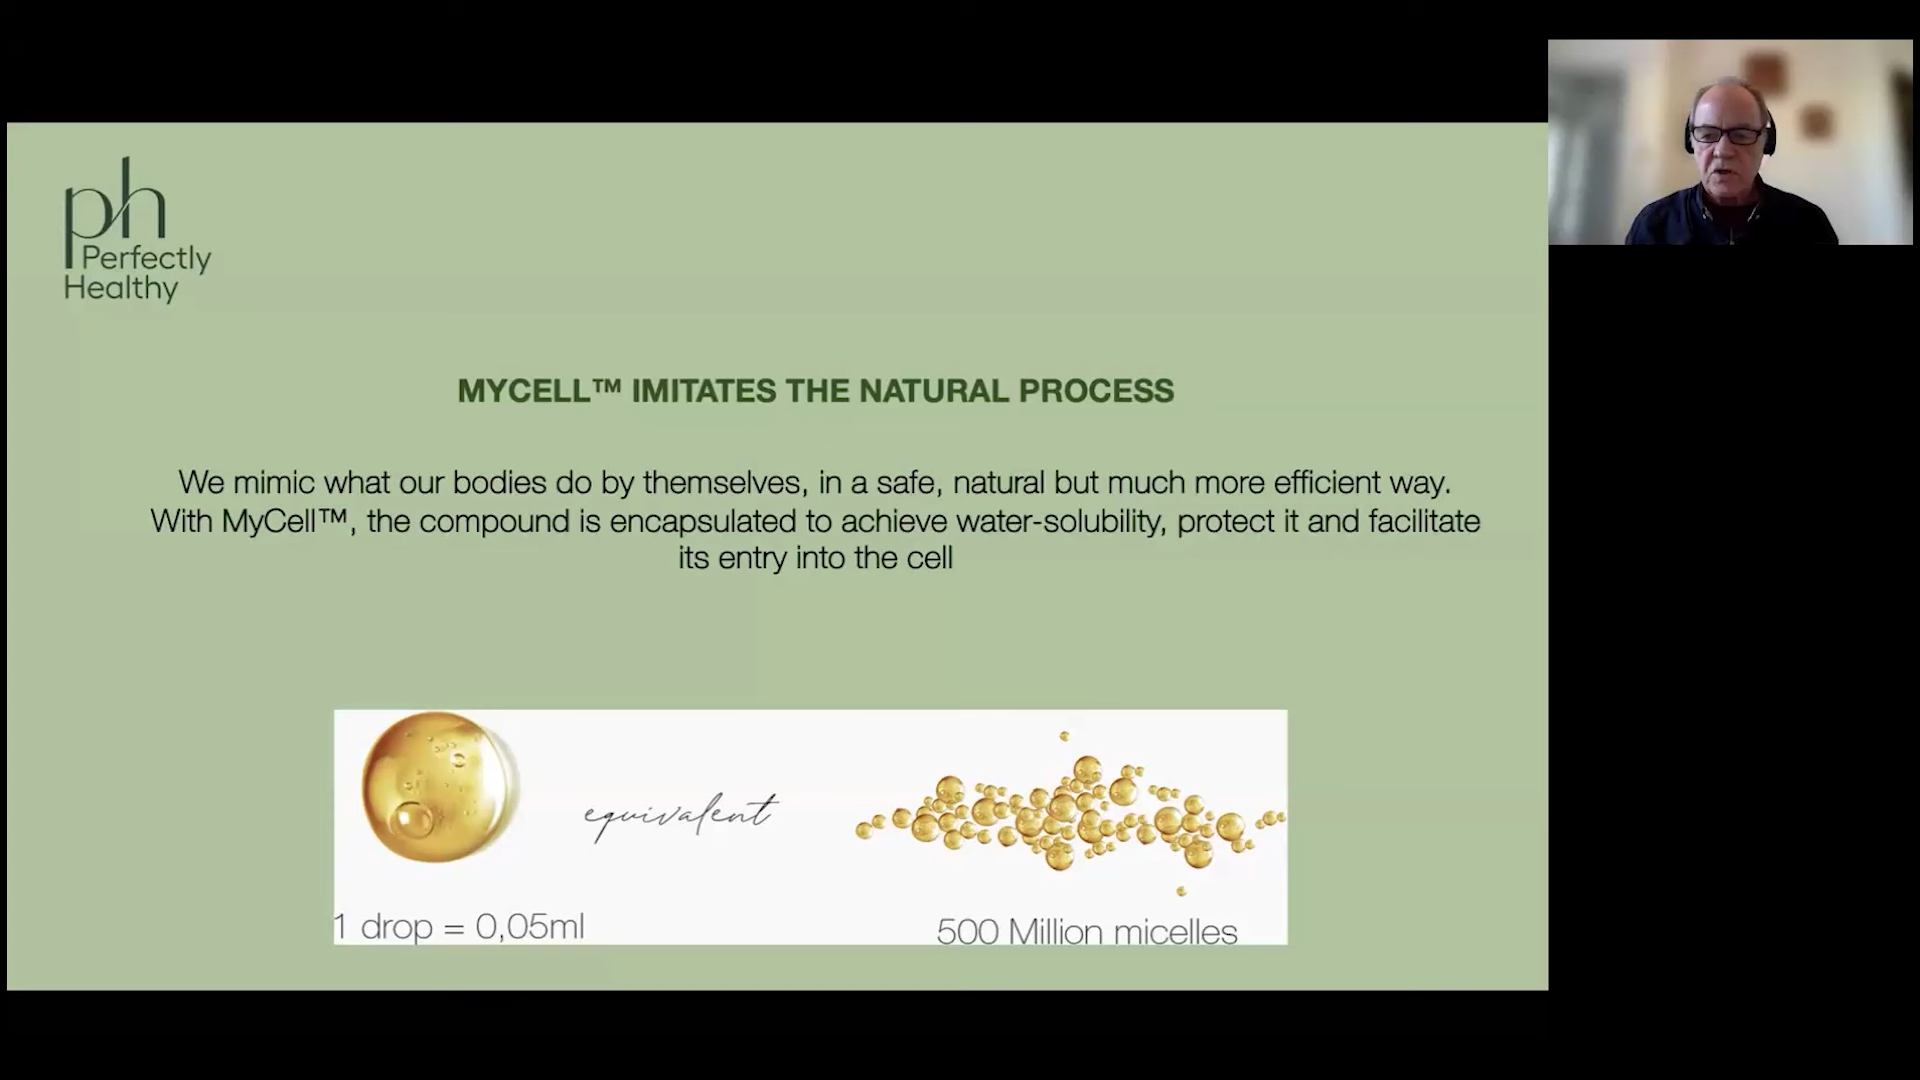 ph
Perfectly
Healthy
MYCELL™ IMITATES THE NATURAL PROCESS
We mimic what our bodies do by themselves, in a safe, natural but much more efficient way.
With MyCell™, the compound is encapsulated to achieve water-solubility, protect it and facilitate
its entry into the cell
equivalent
1 drop = 0,05ml
500 Million micelles